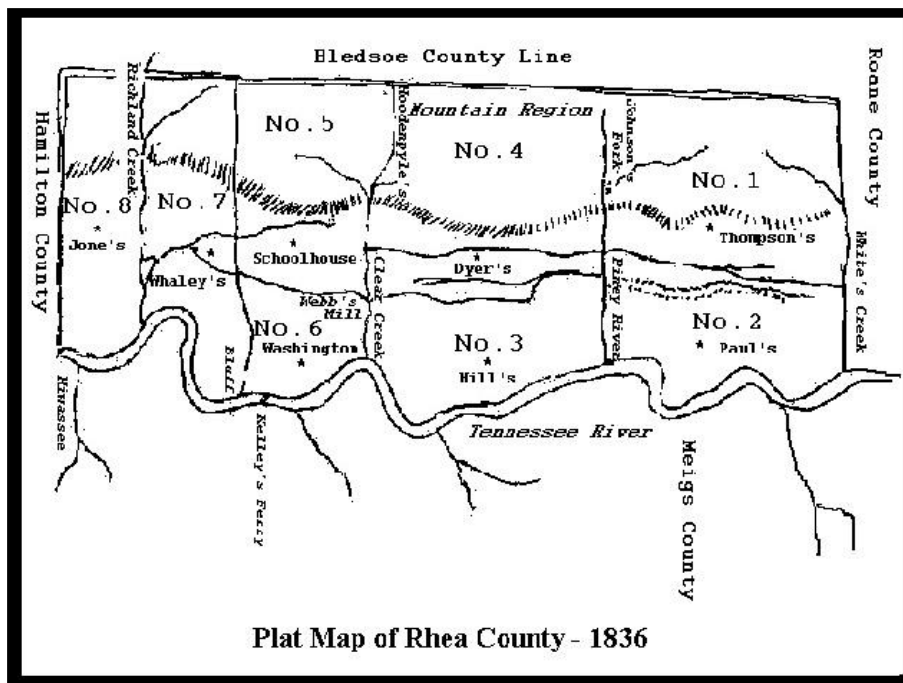 Bledsoe County Line
Roane County
Hamilton County
Richland Creek
Hoodenpyle's
Mountain Region
Johnson's Fork
No.5
No.4
No.1
No.8
No.7
Jone's
Whaley's
Schoolhouse
Dyer's
Thompson's
White's Creek
Webb's Mill
Clear Creek
Piney River
No.6
Washington
No.3
Hill's
No.2
Paul's
Hiwassee
Bluff
Kelley's Ferry
Tennessee River
Meigs County
Plat Map of Rhea County - 1836